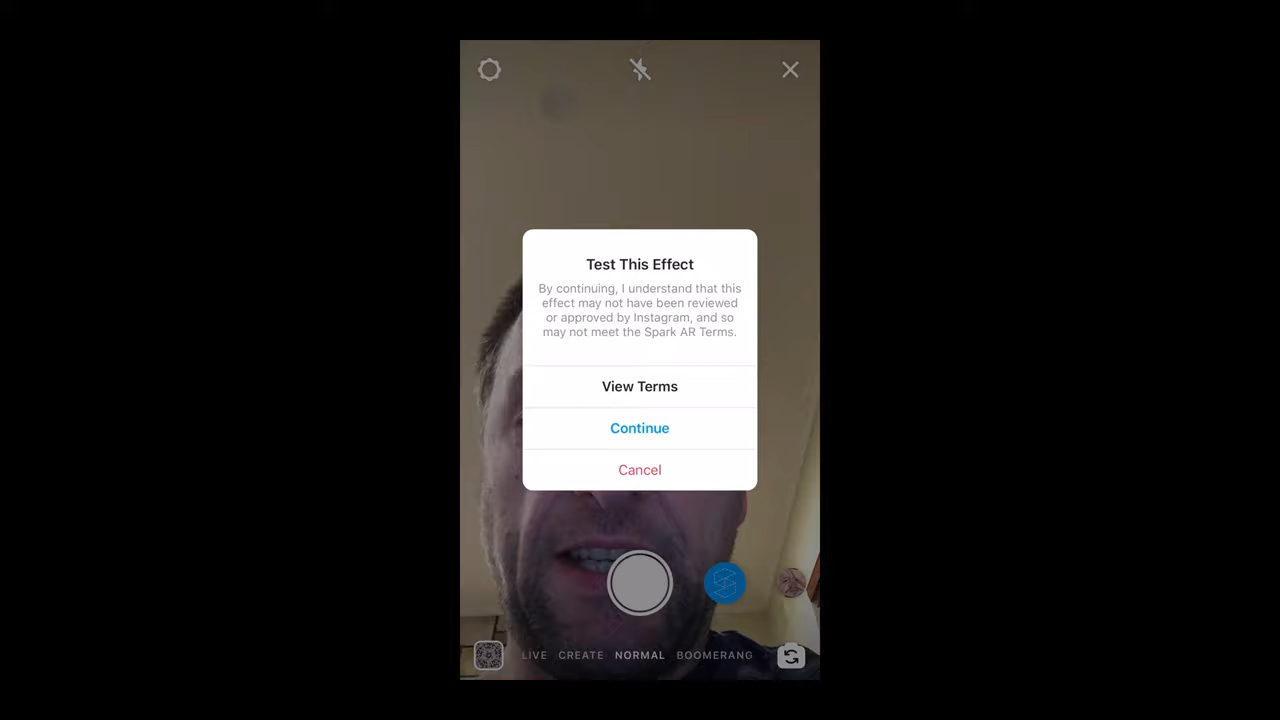 Test This Effect
By continuing, I understand that this
effect may not have been reviewed
or approved by Instagram, and so
may not meet the Spark AR Terms.
View Terms
Continue
Cancel
LIVE CREATE NORMAL BOOMERANG